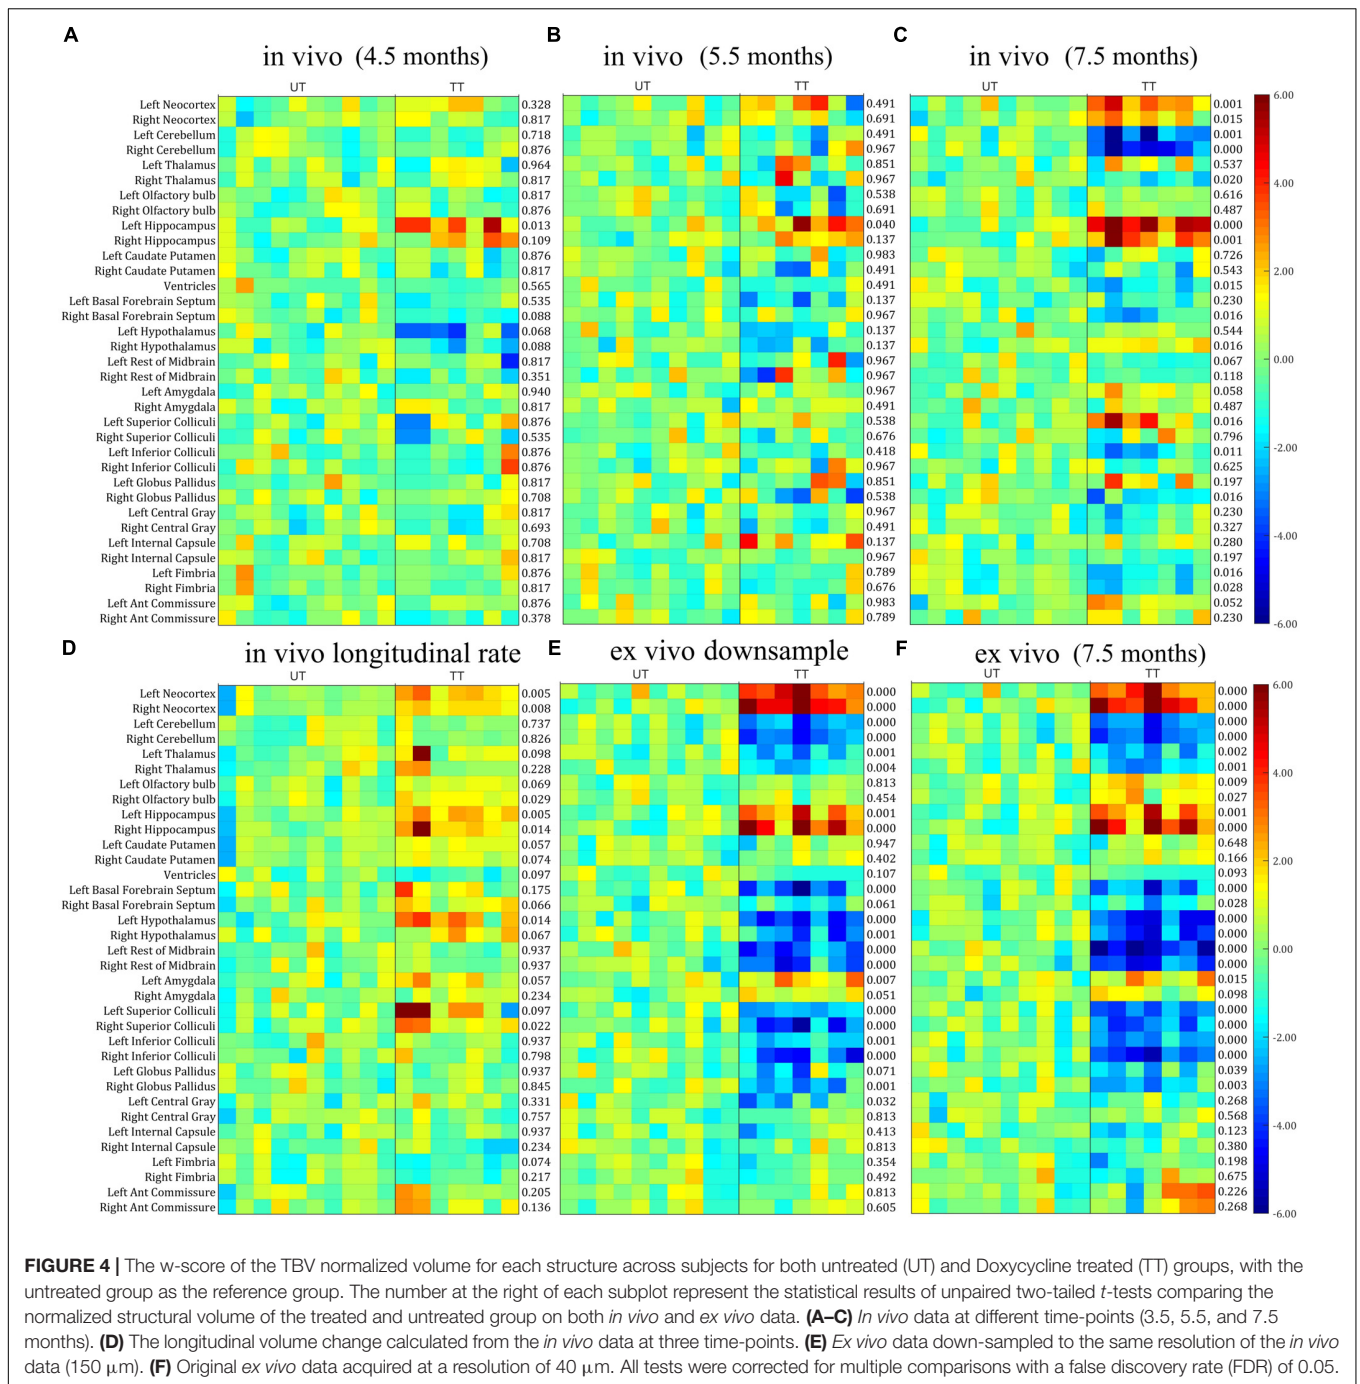 A
in vivo (4.5 months)
UT TT
Left Neocortex 0.328
Right Neocortex 0.817
Left Cerebellum 0.718
Right Cerebellum 0.876
Left Thalamus 0.964
Right Thalamus 0.817
Left Olfactory bulb 0.817
Right Olfactory bulb 0.876
Left Hippocampus 0.013
Right Hippocampus 0.109
Left Caudate Putamen 0.876
Right Caudate Putamen 0.817
Ventricles 0.565
Left Basal Forebrain Septum 0.535
Right Basal Forebrain Septum 0.088
Left Hypothalamus 0.068
Right Hypothalamus 0.088
Left Rest of Midbrain 0.817
Right Rest of Midbrain 0.351
Left Amygdala 0.940
Right Amygdala 0.817
Left Superior Colliculi 0.876
Right Superior Colliculi 0.535
Left Inferior Colliculi 0.876
Right Inferior Colliculi 0.876
Left Globus Pallidus 0.817
Right Globus Pallidus 0.708
Left Central Gray 0.817
Right Central Gray 0.693
Left Internal Capsule 0.708
Right Internal Capsule 0.817
Left Fimbria 0.876
Right Fimbria 0.817
Left Ant Commissure 0.876
Right Ant Commissure 0.378
B
in vivo (5.5 months)
UT TT
0.491
0.691
0.491
0.967
0.851
0.967
0.538
0.691
0.040
0.137
0.983
0.491
0.491
0.137
0.967
0.137
0.137
0.967
0.967
0.967
0.491
0.538
0.676
0.418
0.967
0.851
0.538
0.967
0.491
0.137
0.967
0.789
0.676
0.983
0.789
C
in vivo (7.5 months)
UT TT
0.001
0.015
0.001
0.000
0.537
0.020
0.616
0.487
0.000
0.001
0.726
0.543
0.015
0.230
0.016
0.544
0.016
0.067
0.118
0.058
0.487
0.016
0.796
0.011
0.625
0.197
0.016
0.230
0.327
0.280
0.197
0.016
0.028
0.052
0.230
6.00
4.00
2.00
0.00
-2.00
-4.00
-6.00
D
in vivo longitudinal rate
UT TT
Left Neocortex 0.005
Right Neocortex 0.008
Left Cerebellum 0.737
Right Cerebellum 0.826
Left Thalamus 0.098
Right Thalamus 0.228
Left Olfactory bulb 0.069
Right Olfactory bulb 0.029
Left Hippocampus 0.005
Right Hippocampus 0.014
Left Caudate Putamen 0.057
Right Caudate Putamen 0.074
Ventricles 0.097
Left Basal Forebrain Septum 0.175
Right Basal Forebrain Septum 0.066
Left Hypothalamus 0.014
Right Hypothalamus 0.067
Left Rest of Midbrain 0.937
Right Rest of Midbrain 0.937
Left Amygdala 0.057
Right Amygdala 0.234
Left Superior Colliculi 0.097
Right Superior Colliculi 0.022
Left Inferior Colliculi 0.937
Right Inferior Colliculi 0.798
Left Globus Pallidus 0.937
Right Globus Pallidus 0.845
Left Central Gray 0.331
Right Central Gray 0.757
Left Internal Capsule 0.937
Right Internal Capsule 0.234
Left Fimbria 0.074
Right Fimbria 0.217
Left Ant Commissure 0.205
Right Ant Commissure 0.136
E
ex vivo downsample
UT TT
0.000
0.000
0.000
0.000
0.001
0.004
0.813
0.454
0.001
0.000
0.947
0.402
0.107
0.000
0.061
0.000
0.001
0.000
0.000
0.007
0.051
0.000
0.000
0.001
0.000
0.071
0.001
0.032
0.813
0.413
0.813
0.354
0.492
0.813
0.605
F
ex vivo (7.5 months)
UT TT
0.000
0.000
0.000
0.000
0.002
0.001
0.009
0.027
0.001
0.000
0.648
0.166
0.093
0.000
0.028
0.000
0.000
0.000
0.000
0.015
0.098
0.000
0.000
0.000
0.000
0.039
0.003
0.268
0.568
0.123
0.380
0.198
0.675
0.226
0.268
6.00
4.00
2.00
0.00
-2.00
-4.00
-6.00
FIGURE 4 | The w-score of the TBV normalized volume for each structure across subjects for both untreated (UT) and Doxycycline treated (TT) groups, with the
untreated group as the reference group. The number at the right of each subplot represent the statistical results of unpaired two-tailed t-tests comparing the
normalized structural volume of the treated and untreated group on both in vivo and ex vivo data. (A–C) In vivo data at different time-points (3.5, 5.5, and 7.5
months). (D) The longitudinal volume change calculated from the in vivo data at three time-points. (E) Ex vivo data down-sampled to the same resolution of the in vivo
data (150 μm). (F) Original ex vivo data acquired at a resolution of 40 μm. All tests were corrected for multiple comparisons with a false discovery rate (FDR) of 0.05.